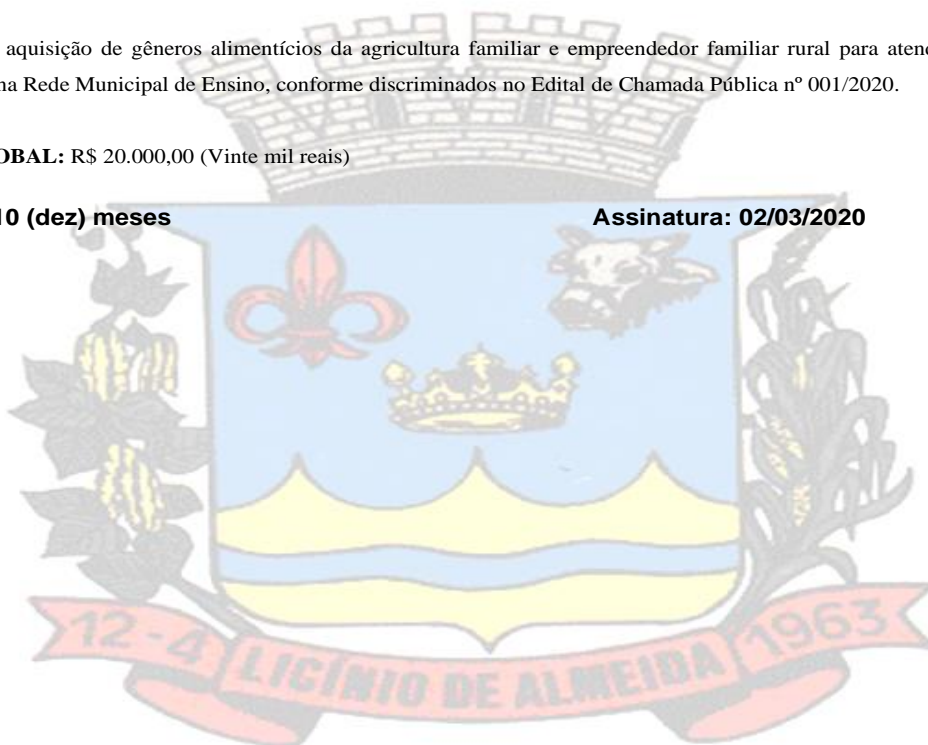 aquisição de gêneros alimentícios da agricultura familiar e empreendedor familiar rural para
na Rede Municipal de Ensino, conforme discriminados no Edital de Chamada Pública nº 001/2020.
OBAL: R$ 20.000,00 (Vinte mil reais)
10 (dez) meses Assinatura: 02/03/2020
12-4 LICÍNIO DE ALMEIDA 1963